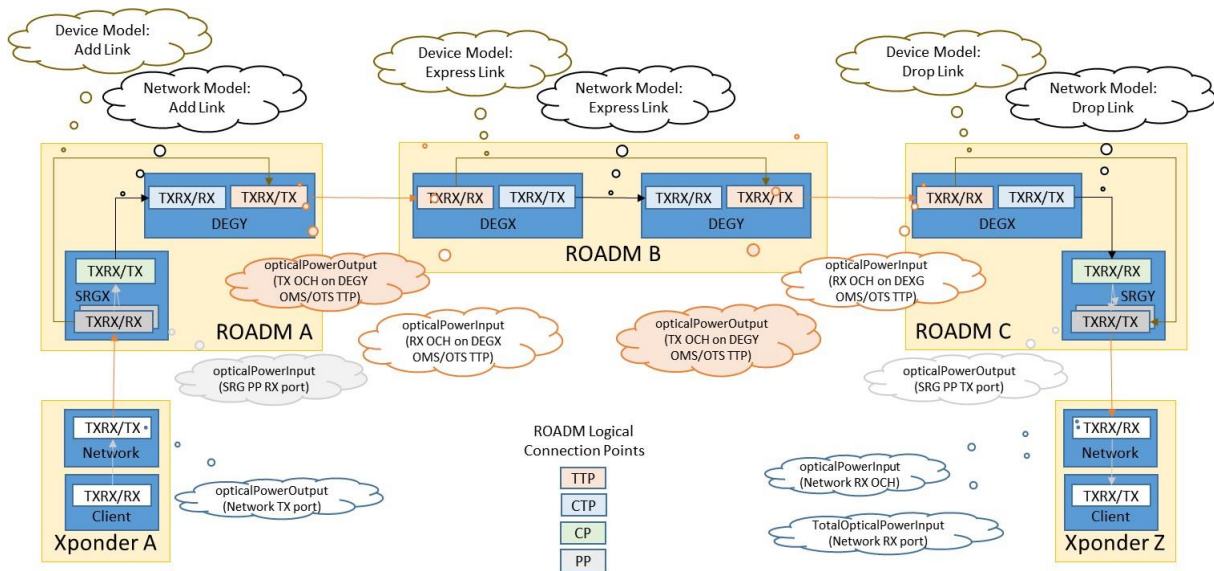 Device Model:
Add Link
Network Model:
Add Link
Device Model:
Express Link
Network Model:
Express Link
Device Model:
Drop Link
Network Model:
Drop Link
TXRX/RX
TXRX/TX
DEGY
TXRX/TX
SRGX
TXRX/RX
ROADM A
TXRX/RX
TXRX/TX
DEGX
TXRX/RX
TXRX/TX
DEGY
ROADM B
TXRX/RX
TXRX/TX
DEGX
TXRX/RX
SRGY
TXRX/TX
ROADM C
opticalPowerOutput
(TX OCH on DEGY
OMS/OTS TTP)
opticalPowerInput
(RX OCH on DEGX
OMS/OTS TTP)
opticalPowerOutput
(TX OCH on DEGY
OMS/OTS TTP)
opticalPowerInput
(RX OCH on DEXG
OMS/OTS TTP)
opticalPowerInput
(SRG PP RX port)
opticalPowerOutput
(SRG PP TX port)
TXRX/TX
Network
TXRX/RX
Client
Xponder A
opticalPowerOutput
(Network TX port)
ROADM Logical
Connection Points
TTP
CTP
CP
PP
opticalPowerInput
(Network RX OCH)
TotalOpticalPowerInput
(Network RX port)
TXRX/RX
Network
TXRX/TX
Client
Xponder Z